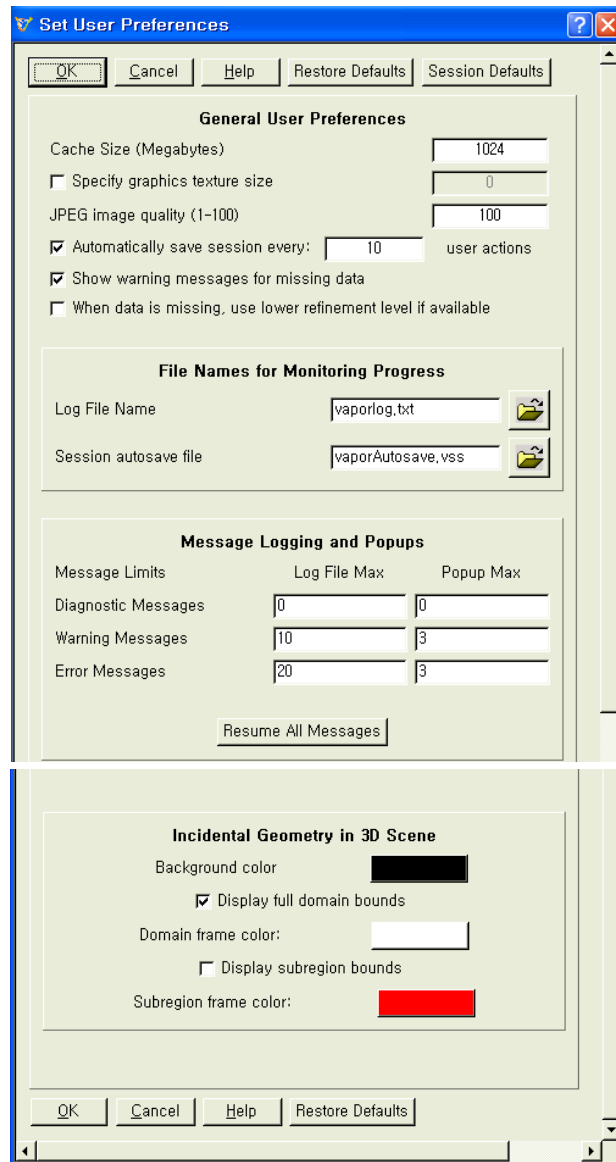 Set User Preferences
OK Cancel Help Restore Defaults Session Defaults
General User Preferences
Cache Size (Megabytes) 1024
Specify graphics texture size 0
JPEG image quality (1-100) 100
Automatically save session every: 10 user actions
Show warning messages for missing data
When data is missing, use lower refinement level if available
File Names for Monitoring Progress
Log File Name vaporlog.txt
Session autosave file vaporAutosave.vss
Message Logging and Popups
Message Limits Log File Max Popup Max
Diagnostic Messages 0 0
Warning Messages 10 3
Error Messages 20 3
Resume All Messages
Incidental Geometry in 3D Scene
Background color
Display full domain bounds
Domain frame color:
Display subregion bounds
Subregion frame color:
OK Cancel Help Restore Defaults